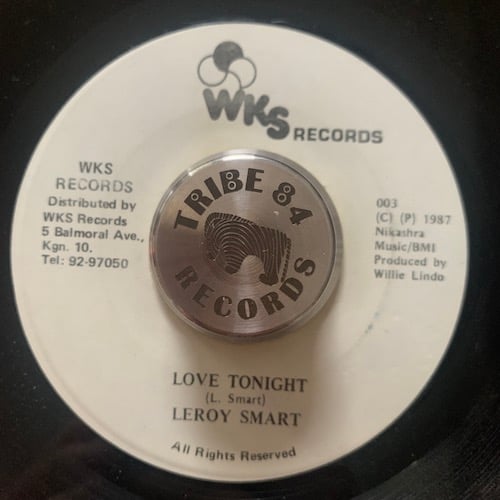 WKS
RECORDS
WKS
RECORDS
Distributed by
WKS Records
5 Balmoral Ave.,
Kgn. 10.
Tel: 92-97050
003
(C) (P) 1987
Nikashra
Music/BMI
Produced by
Willie Lindo
TRIBE 84
RECORDS
LOVE TONIGHT
(L. Smart)
LEROY SMART
All Rights Reserved